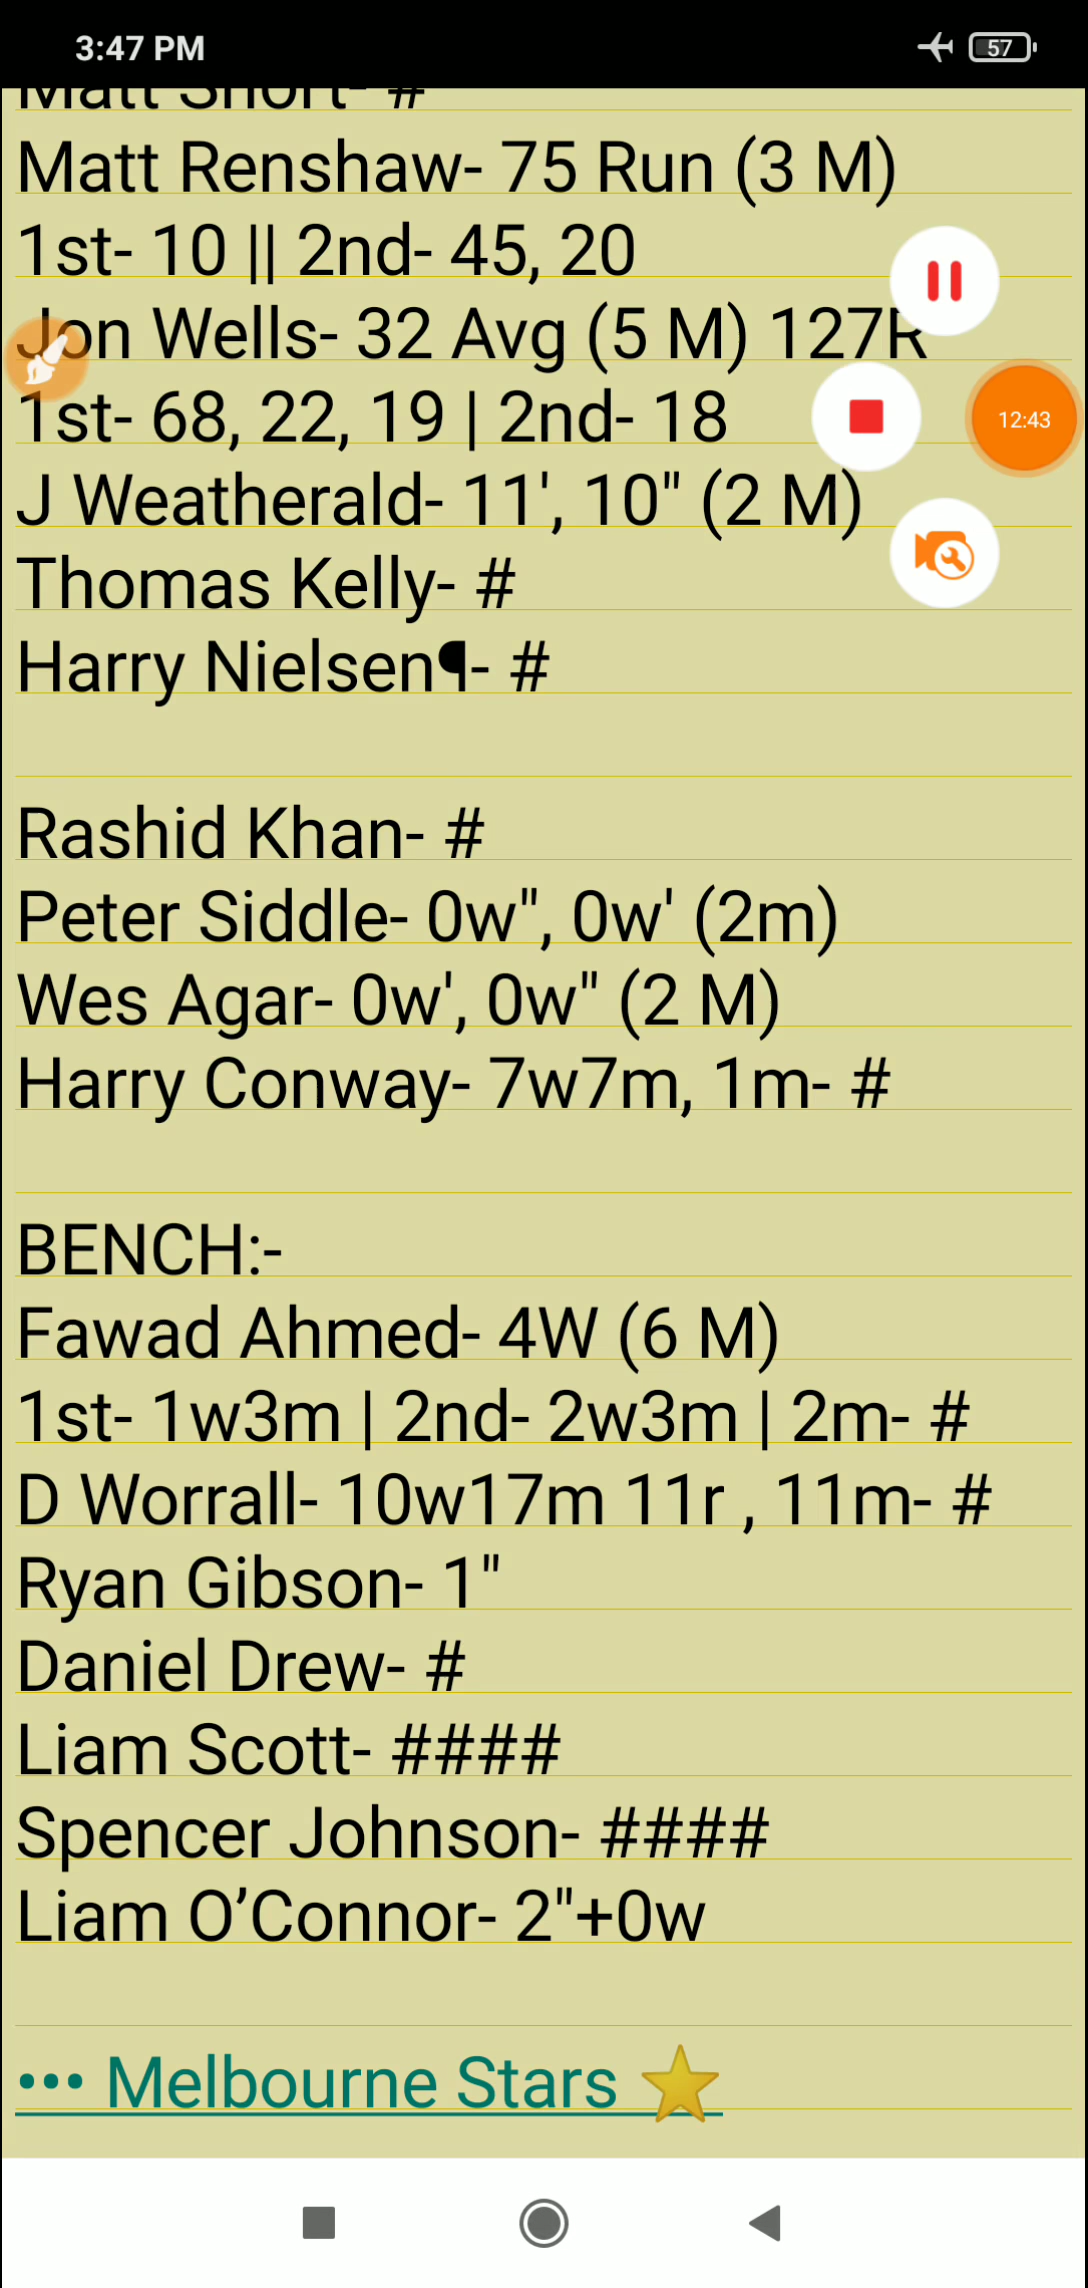 3:47 PM
57
Matt Short- #
Matt Renshaw- 75 Run (3 M)
1st- 10 || 2nd- 45, 20
Jon Wells- 32 Avg (5 M) 127R
1st- 68, 22, 19 | 2nd- 18
12:43
J Weatherald- 11', 10" (2 M)
Thomas Kelly- #
Harry Nielsen¶- #
Rashid Khan- #
Peter Siddle- 0w", 0w' (2m)
Wes Agar- 0w', 0w" (2 M)
Harry Conway- 7w7m, 1m- #
BENCH:-
Fawad Ahmed- 4W (6 M)
1st- 1w3m | 2nd- 2w3m | 2m- #
D Worrall- 10w17m 11r , 11m- #
Ryan Gibson- 1"
Daniel Drew- #
Liam Scott- ####
Spencer Johnson- ####
Liam O’Connor- 2"+0w
••• Melbourne Stars ⭐